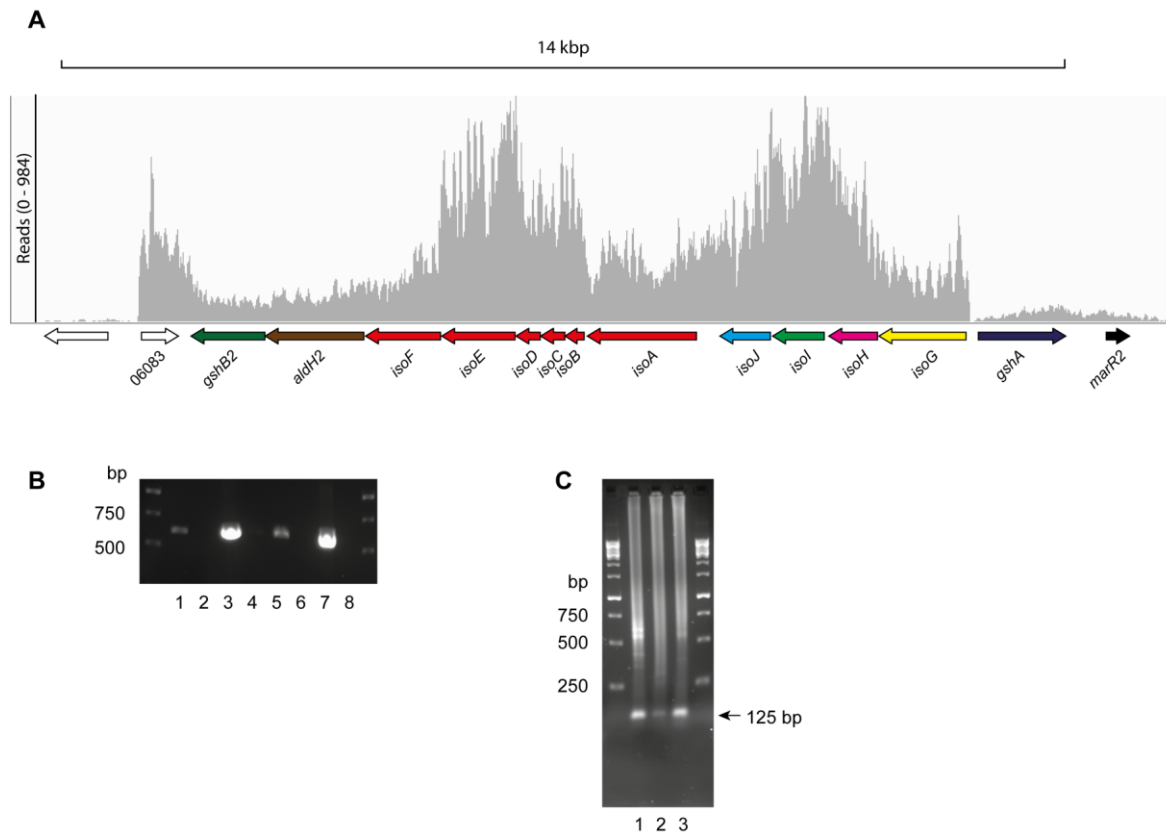 A
14 kbp
Reads (0 - 984)
06083
gshB2
aldH2
isoF
isoE
isoD
isoC
isoB
isoA
isoJ
isoI
isoH
isoG
gshA
marR2
B
bp
750
500
1 2 3 4 5 6 7 8
C
bp
750
500
250
125 bp
1 2 3